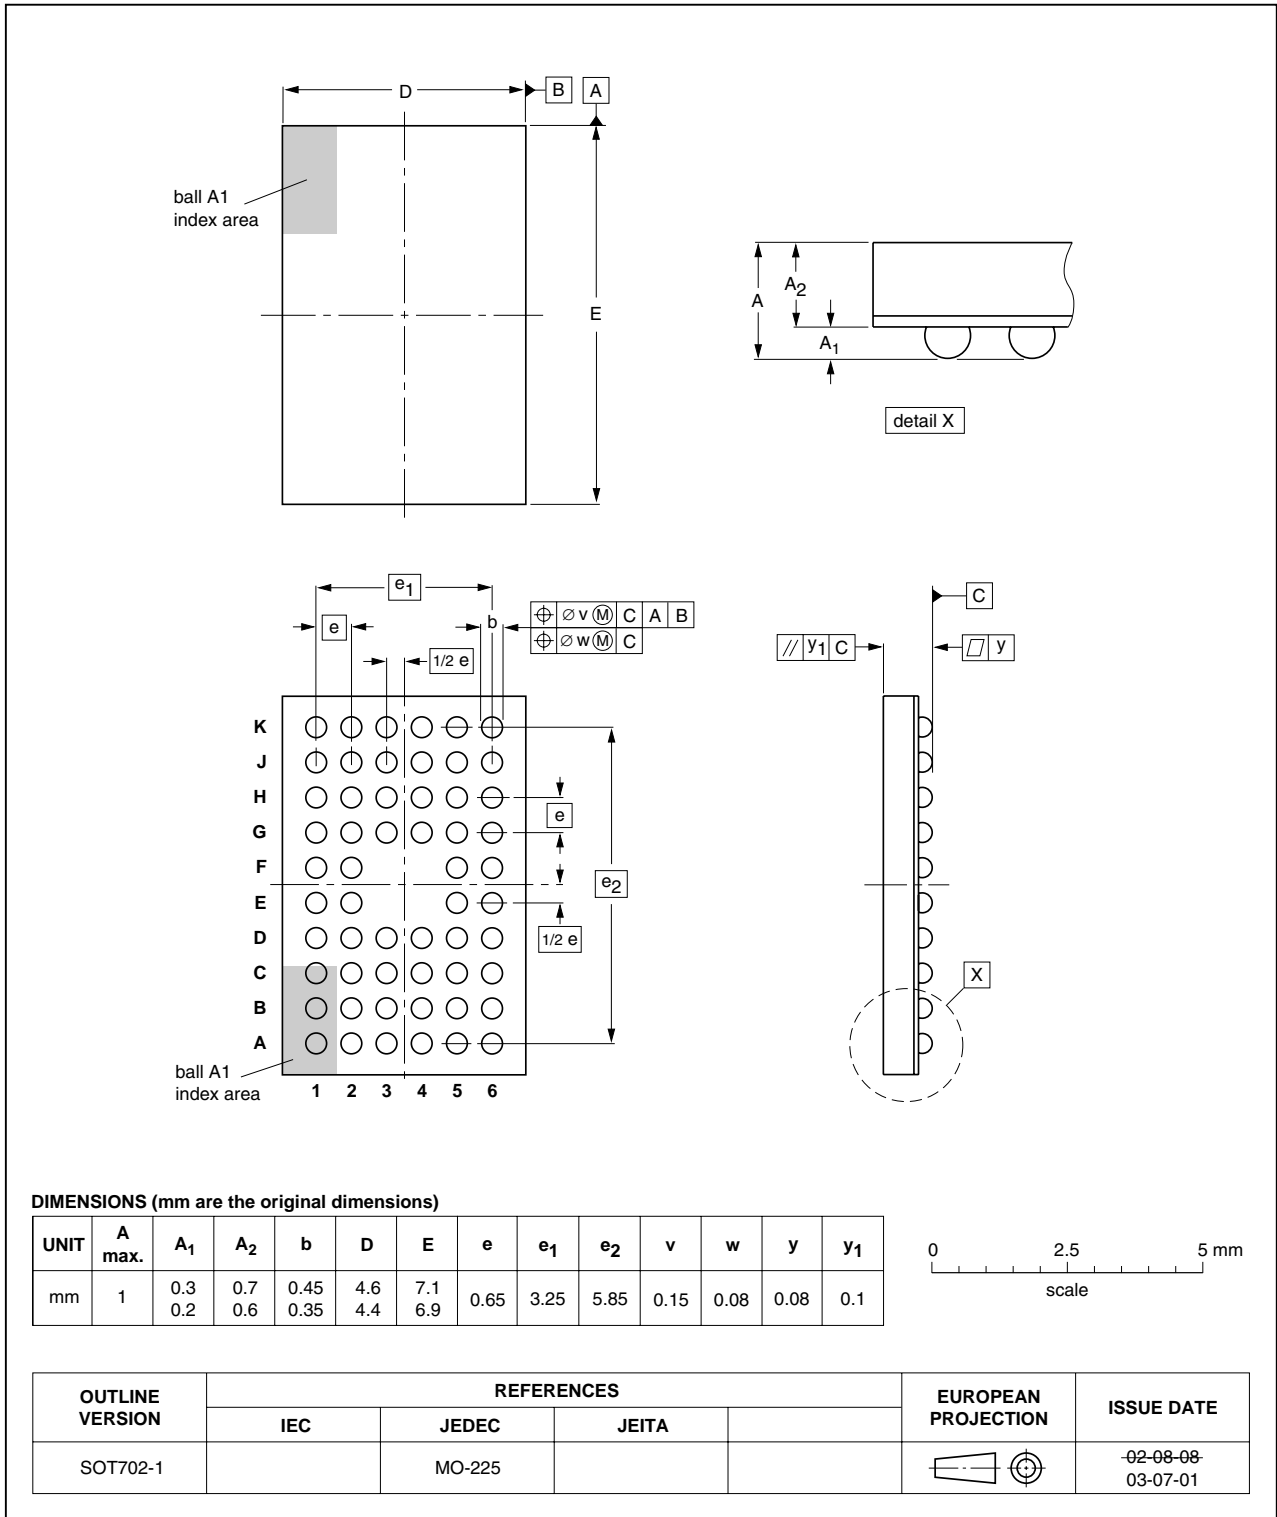 D
B
A
ball A1
index area
E
A
A2
A1
detail X
e1
e
b
1/2 e
⌖ ∅ v Ⓜ C A B
⌖ ∅ w Ⓜ C
C
// y1 C
⏥ y
K
J
H
G
F
E
D
C
B
A
e
e2
1/2 e
X
ball A1
index area
1 2 3 4 5 6
DIMENSIONS (mm are the original dimensions)
UNIT A max. A1 A2 b D E e e1 e2 v w y y1
mm 1 0.3 0.2 0.7 0.6 0.45 0.35 4.6 4.4 7.1 6.9 0.65 3.25 5.85 0.15 0.08 0.08 0.1
0 2.5 5 mm
scale
OUTLINE VERSION REFERENCES EUROPEAN PROJECTION ISSUE DATE
IEC JEDEC JEITA
SOT702-1 MO-225 02-08-08
03-07-01